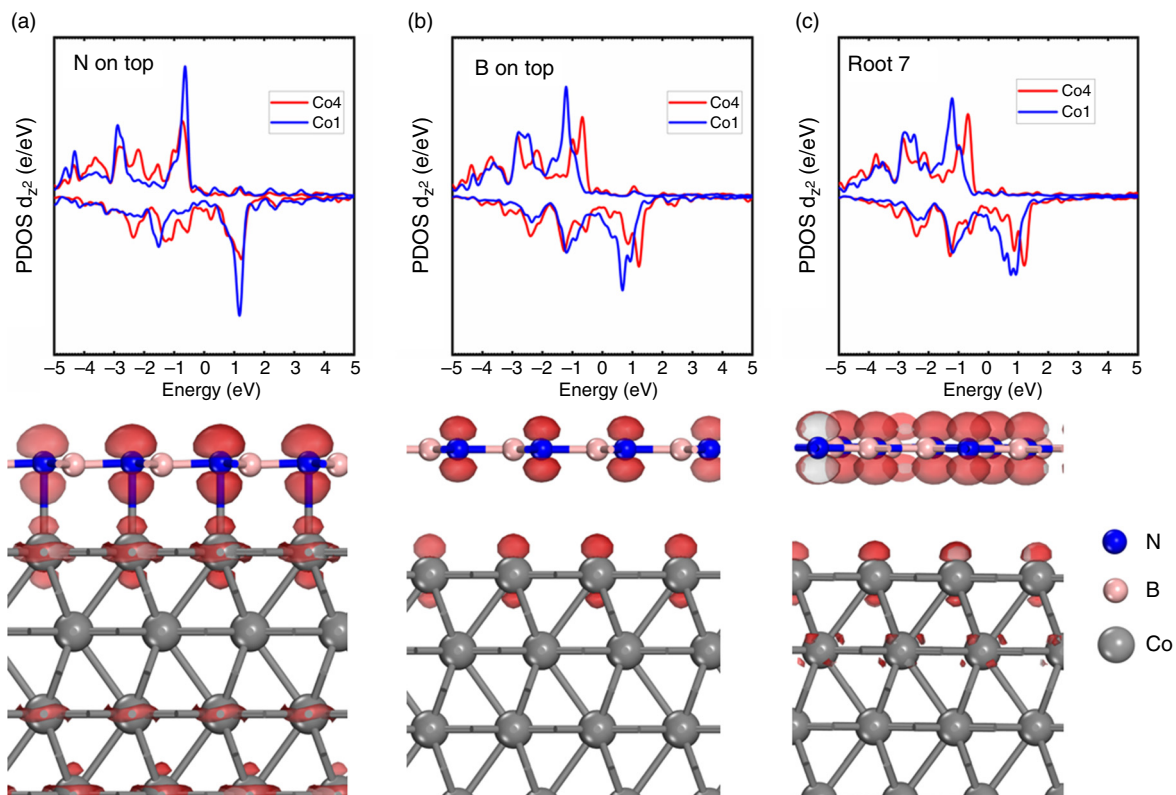 (a)
N on top
Co4
Co1
PDOS d_z² (e/eV)
−5 −4 −3 −2 −1 0 1 2 3 4 5
Energy (eV)
(b)
B on top
Co4
Co1
PDOS d_z² (e/eV)
−5 −4 −3 −2 −1 0 1 2 3 4 5
Energy (eV)
(c)
Root 7
Co4
Co1
PDOS d_z² (e/eV)
−5 −4 −3 −2 −1 0 1 2 3 4 5
Energy (eV)
N
B
Co